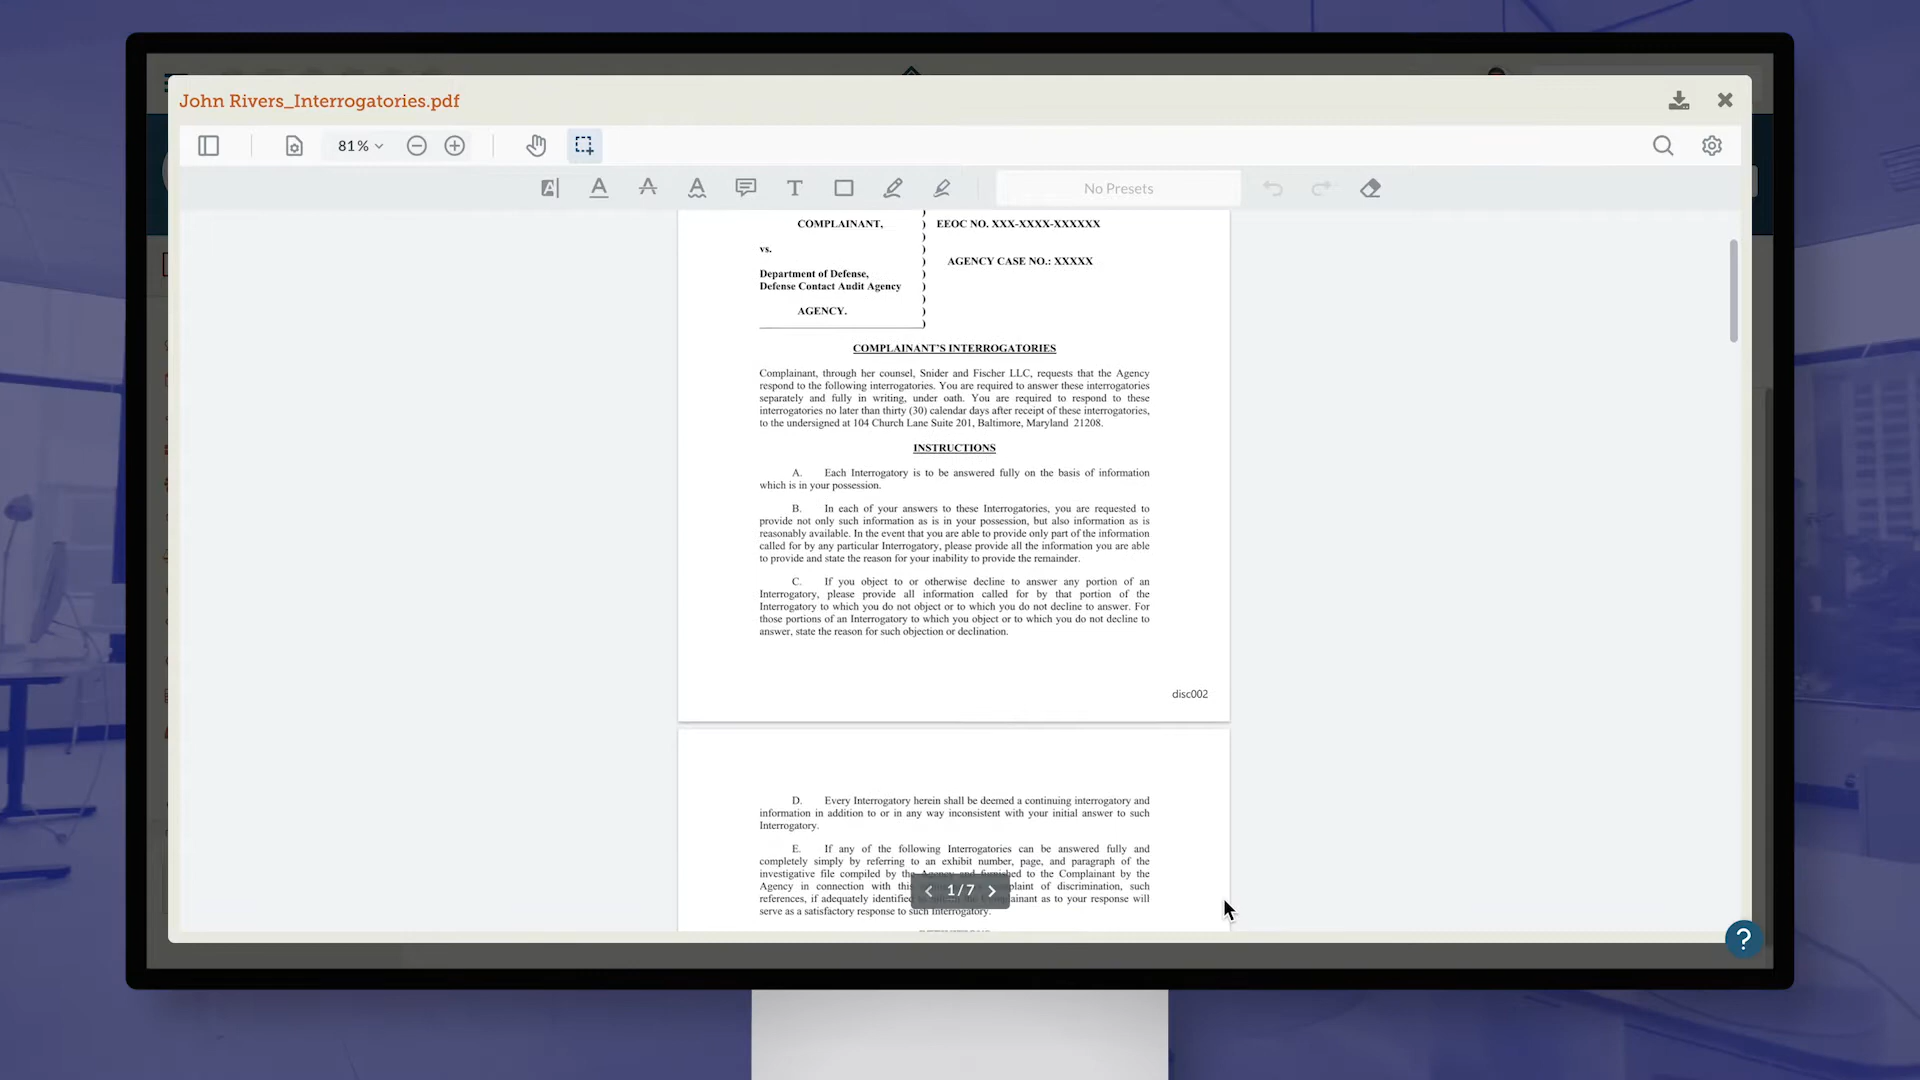 John Rivers_Interrogatories.pdf
81%
No Presets
COMPLAINANT,
vs.
Department of Defense,
Defense Contact Audit Agency
AGENCY.
)
)
)
)
)
)
)
)
)
)
EEOC NO. XXX-XXXX-XXXXXX
AGENCY CASE NO.: XXXXX
COMPLAINANT'S INTERROGATORIES
Complainant, through her counsel, Snider and Fischer LLC, requests that the Agency
respond to the following interrogatories. You are required to answer these interrogatories
separately and fully in writing, under oath. You are required to respond to these
interrogatories no later than thirty (30) calendar days after receipt of these interrogatories,
to the undersigned at 104 Church Lane Suite 201, Baltimore, Maryland 21208.
INSTRUCTIONS
A. Each Interrogatory is to be answered fully on the basis of information
which is in your possession.
B. In each of your answers to these Interrogatories, you are requested to
provide not only such information as is in your possession, but also information as is
reasonably available. In the event that you are able to provide only part of the information
called for by any particular Interrogatory, please provide all the information you are able
to provide and state the reason for your inability to provide the remainder.
C. If you object to or otherwise decline to answer any portion of an
Interrogatory, please provide all information called for by that portion of the
Interrogatory to which you do not object or to which you do not decline to answer. For
those portions of an Interrogatory to which you object or to which you do not decline to
answer, state the reason for such objection or declination.
disc002
D. Every Interrogatory herein shall be deemed a continuing interrogatory and
information in addition to or in any way inconsistent with your initial answer to such
Interrogatory.
E. If any of the following Interrogatories can be answered fully and
completely simply by referring to an exhibit number, page, and paragraph of the
investigative file compiled by the Agency and furnished to the Complainant by the
Agency in connection with this complaint of discrimination, such
references, if adequately identified Complainant as to your response will
serve as a satisfactory response to such Interrogatory.
1/7
?